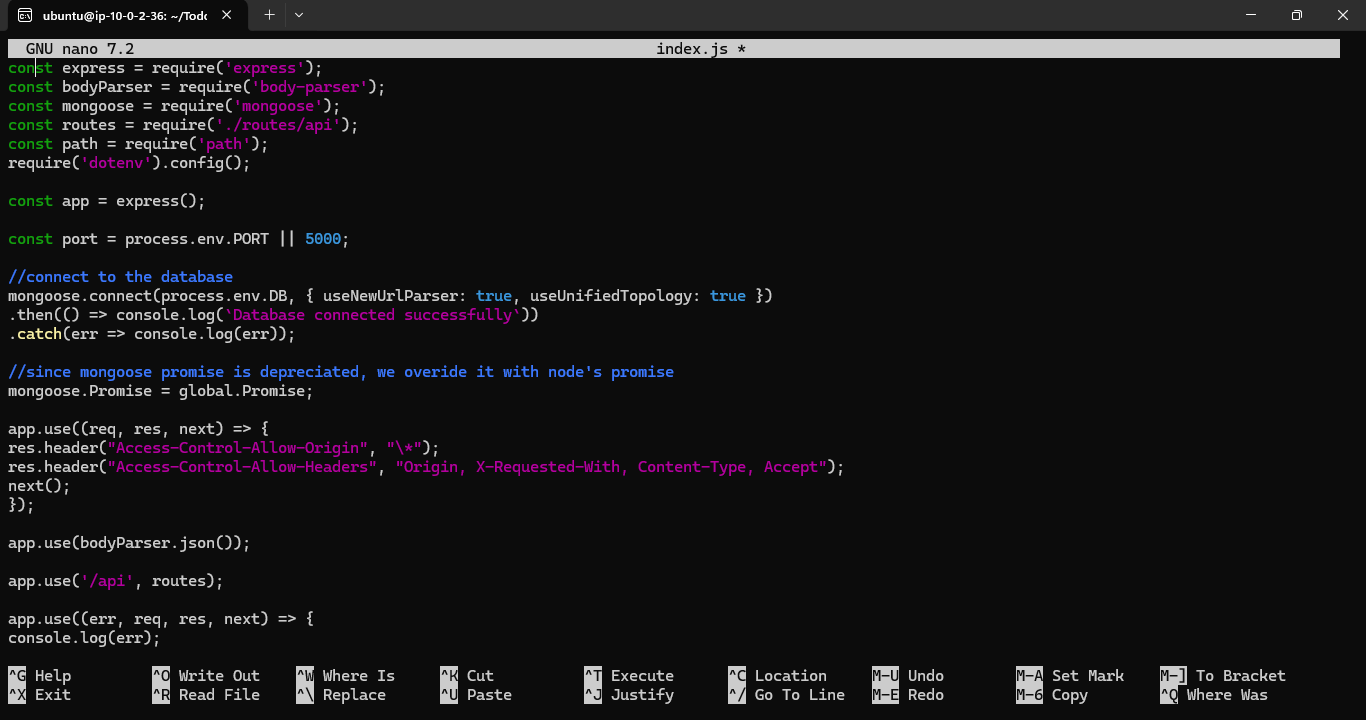 ubuntu@ip-10-0-2-36: ~/Todo
GNU nano 7.2 index.js *
const express = require('express');
const bodyParser = require('body-parser');
const mongoose = require('mongoose');
const routes = require('./routes/api');
const path = require('path');
require('dotenv').config();
const app = express();
const port = process.env.PORT || 5000;
//connect to the database
mongoose.connect(process.env.DB, { useNewUrlParser: true, useUnifiedTopology: true })
.then(() => console.log(`Database connected successfully`))
.catch(err => console.log(err));
//since mongoose promise is depreciated, we overide it with node's promise
mongoose.Promise = global.Promise;
app.use((req, res, next) => {
res.header("Access-Control-Allow-Origin", "\*");
res.header("Access-Control-Allow-Headers", "Origin, X-Requested-With, Content-Type, Accept");
next();
});
app.use(bodyParser.json());
app.use('/api', routes);
app.use((err, req, res, next) => {
console.log(err);
^G Help ^O Write Out ^W Where Is ^K Cut ^T Execute ^C Location M-U Undo M-A Set Mark M-] To Bracket
^X Exit ^R Read File ^\ Replace ^U Paste ^J Justify ^/ Go To Line M-E Redo M-6 Copy ^Q Where Was